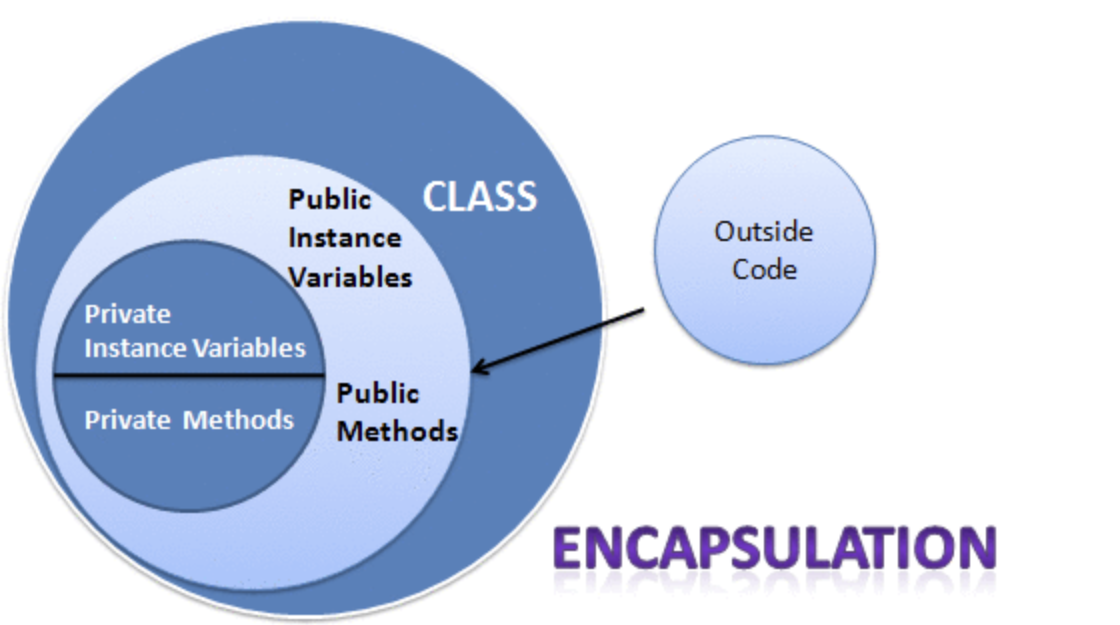 CLASS
Public
Instance
Variables
Private
Instance Variables
Private Methods
Public
Methods
Outside
Code
ENCAPSULATION